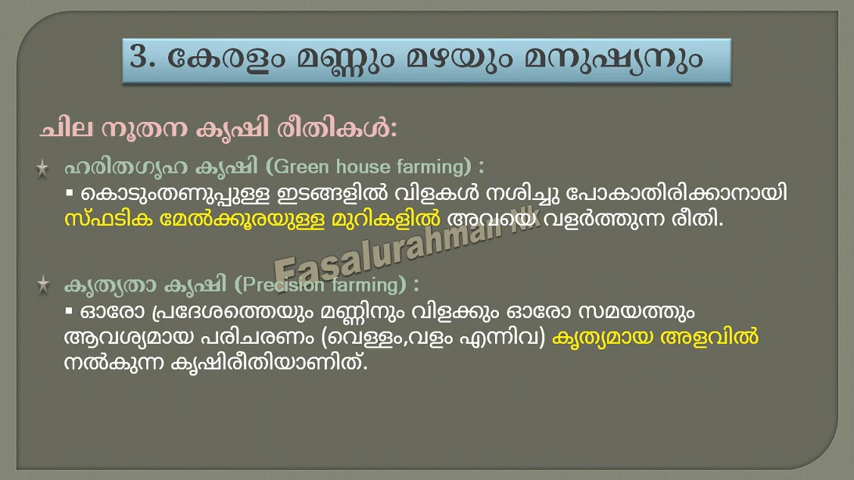 3. കേരളം മണ്ണും മഴയും മനുഷ്യനും
ചില നൂതന കൃഷി രീതികൾ:
ഹരിതഗൃഹ കൃഷി (Green house farming) :
▪ കൊടുംതണുപ്പുള്ള ഇടങ്ങളിൽ വിളകൾ നശിച്ചു പോകാതിരിക്കാനായി
സ്ഫടിക മേൽക്കൂരയുള്ള മുറികളിൽ അവയെ വളർത്തുന്ന രീതി.
Fasalurahman Nk
കൃത്യതാ കൃഷി (Precision farming) :
▪ ഓരോ പ്രദേശത്തെയും മണ്ണിനും വിളക്കും ഓരോ സമയത്തും
ആവശ്യമായ പരിചരണം (വെള്ളം,വളം എന്നിവ) കൃത്യമായ അളവിൽ
നൽകുന്ന കൃഷിരീതിയാണിത്.